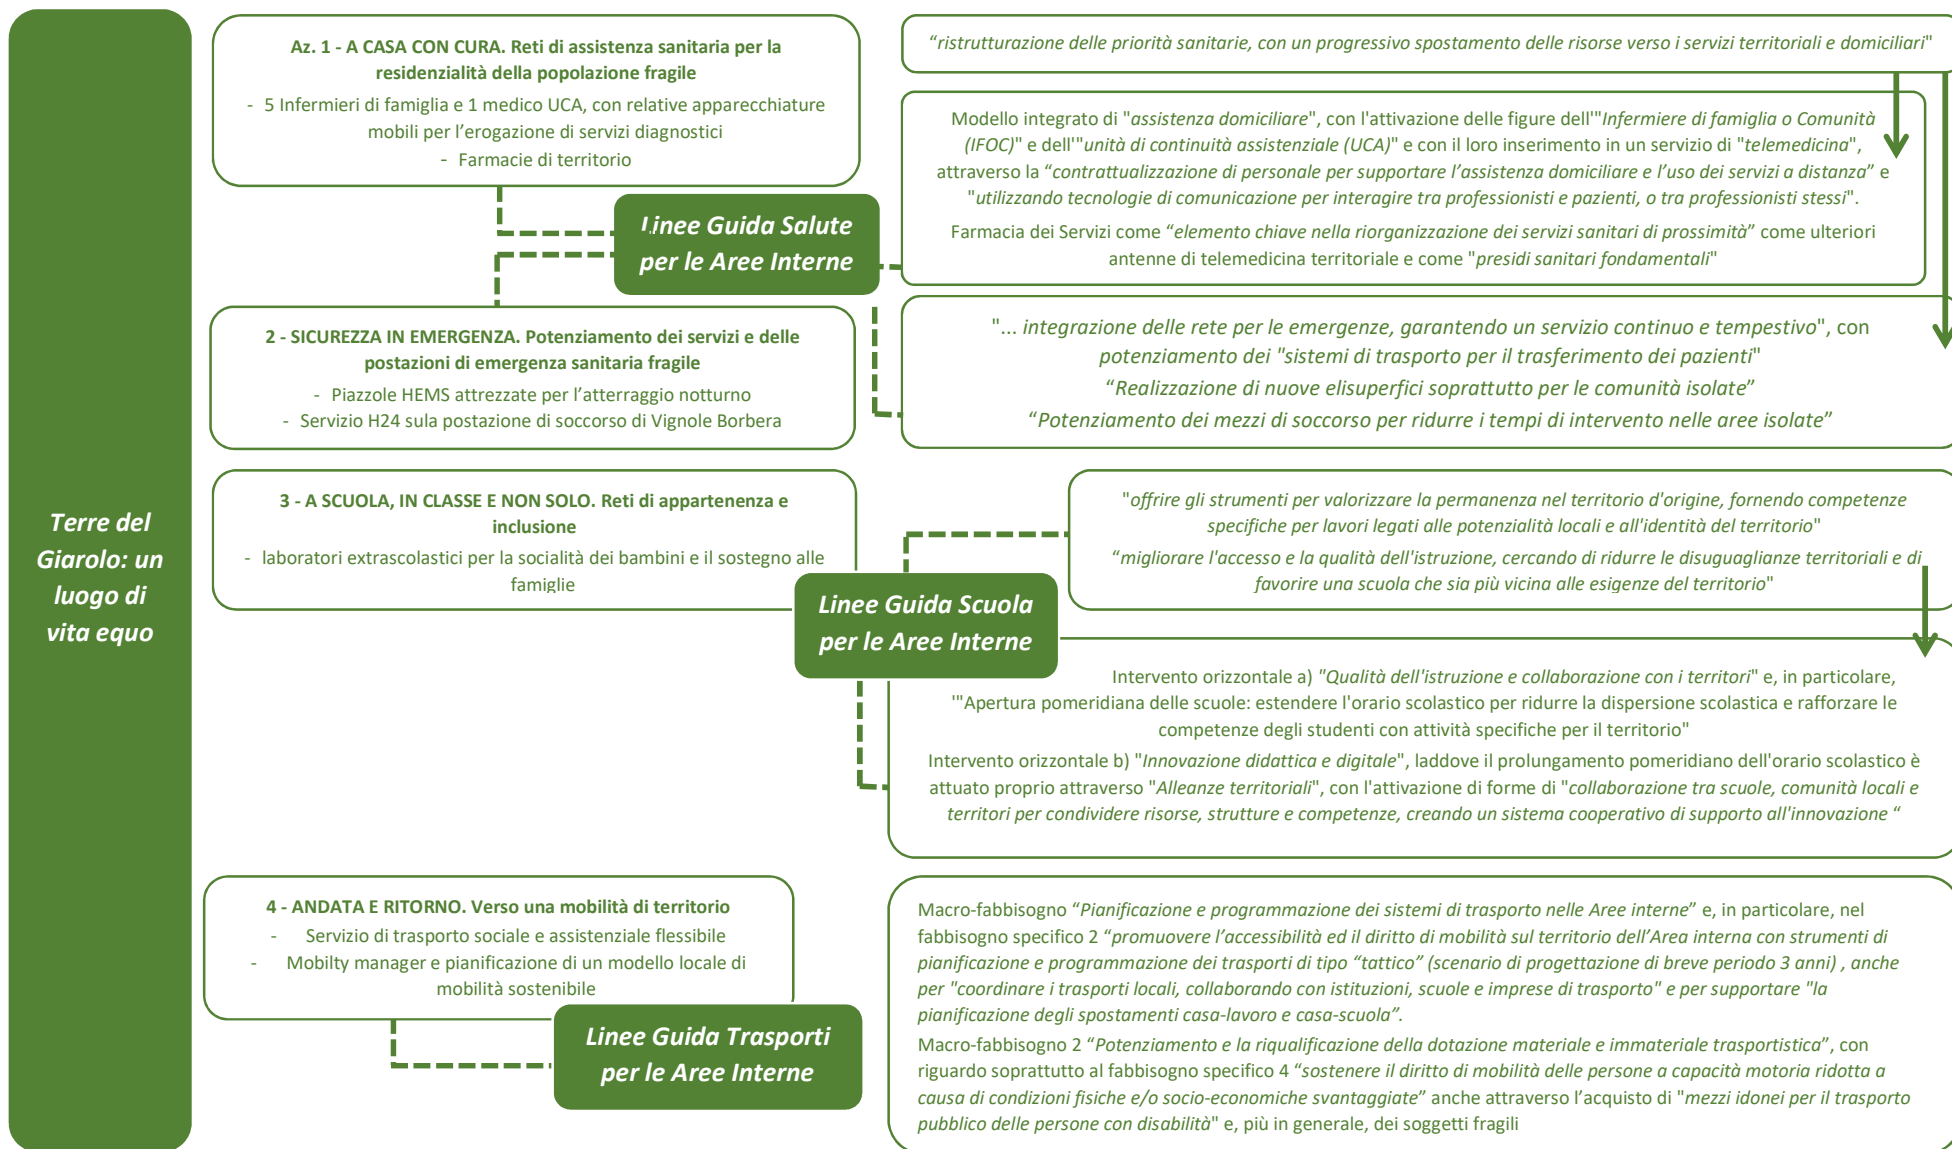 Terre del
Giarolo: un
luogo di
vita equo
Az. 1 - A CASA CON CURA. Reti di assistenza sanitaria per la
residenzialità della popolazione fragile
- 5 Infermieri di famiglia e 1 medico UCA, con relative apparecchiature
mobili per l’erogazione di servizi diagnostici
- Farmacie di territorio
Linee Guida Salute
per le Aree Interne
“ristrutturazione delle priorità sanitarie, con un progressivo spostamento delle risorse verso i servizi territoriali e domiciliari"
Modello integrato di "assistenza domiciliare", con l'attivazione delle figure dell'"Infermiere di famiglia o Comunità
(IFOC)" e dell'"unità di continuità assistenziale (UCA)" e con il loro inserimento in un servizio di "telemedicina",
attraverso la “contrattualizzazione di personale per supportare l’assistenza domiciliare e l’uso dei servizi a distanza” e
"utilizzando tecnologie di comunicazione per interagire tra professionisti e pazienti, o tra professionisti stessi".
Farmacia dei Servizi come “elemento chiave nella riorganizzazione dei servizi sanitari di prossimità” come ulteriori
antenne di telemedicina territoriale e come "presidi sanitari fondamentali"
2 - SICUREZZA IN EMERGENZA. Potenziamento dei servizi e delle
postazioni di emergenza sanitaria fragile
- Piazzole HEMS attrezzate per l’atterraggio notturno
- Servizio H24 sulla postazione di soccorso di Vignole Borbera
"... integrazione delle rete per le emergenze, garantendo un servizio continuo e tempestivo", con
potenziamento dei "sistemi di trasporto per il trasferimento dei pazienti"
“Realizzazione di nuove elisuperfici soprattutto per le comunità isolate”
“Potenziamento dei mezzi di soccorso per ridurre i tempi di intervento nelle aree isolate”
3 - A SCUOLA, IN CLASSE E NON SOLO. Reti di appartenenza e
inclusione
- laboratori extrascolastici per la socialità dei bambini e il sostegno alle
famiglie
Linee Guida Scuola
per le Aree Interne
"offrire gli strumenti per valorizzare la permanenza nel territorio d'origine, fornendo competenze
specifiche per lavori legati alle potenzialità locali e all'identità del territorio"
“migliorare l'accesso e la qualità dell'istruzione, cercando di ridurre le disuguaglianze territoriali e di
favorire una scuola che sia più vicina alle esigenze del territorio"
Intervento orizzontale a) "Qualità dell'istruzione e collaborazione con i territori" e, in particolare,
'"Apertura pomeridiana delle scuole: estendere l'orario scolastico per ridurre la dispersione scolastica e rafforzare le
competenze degli studenti con attività specifiche per il territorio"
Intervento orizzontale b) "Innovazione didattica e digitale", laddove il prolungamento pomeridiano dell'orario scolastico è
attuato proprio attraverso "Alleanze territoriali", con l'attivazione di forme di "collaborazione tra scuole, comunità locali e
territori per condividere risorse, strutture e competenze, creando un sistema cooperativo di supporto all'innovazione “
4 - ANDATA E RITORNO. Verso una mobilità di territorio
- Servizio di trasporto sociale e assistenziale flessibile
- Mobilty manager e pianificazione di un modello locale di
mobilità sostenibile
Linee Guida Trasporti
per le Aree Interne
Macro-fabbisogno “Pianificazione e programmazione dei sistemi di trasporto nelle Aree interne” e, in particolare, nel
fabbisogno specifico 2 “promuovere l’accessibilità ed il diritto di mobilità sul territorio dell’Area interna con strumenti di
pianificazione e programmazione dei trasporti di tipo “tattico” (scenario di progettazione di breve periodo 3 anni) , anche
per "coordinare i trasporti locali, collaborando con istituzioni, scuole e imprese di trasporto" e per supportare "la
pianificazione degli spostamenti casa-lavoro e casa-scuola”.
Macro-fabbisogno 2 “Potenziamento e la riqualificazione della dotazione materiale e immateriale trasportistica”, con
riguardo soprattutto al fabbisogno specifico 4 “sostenere il diritto di mobilità delle persone a capacità motoria ridotta a
causa di condizioni fisiche e/o socio-economiche svantaggiate” anche attraverso l’acquisto di "mezzi idonei per il trasporto
pubblico delle persone con disabilità" e, più in generale, dei soggetti fragili